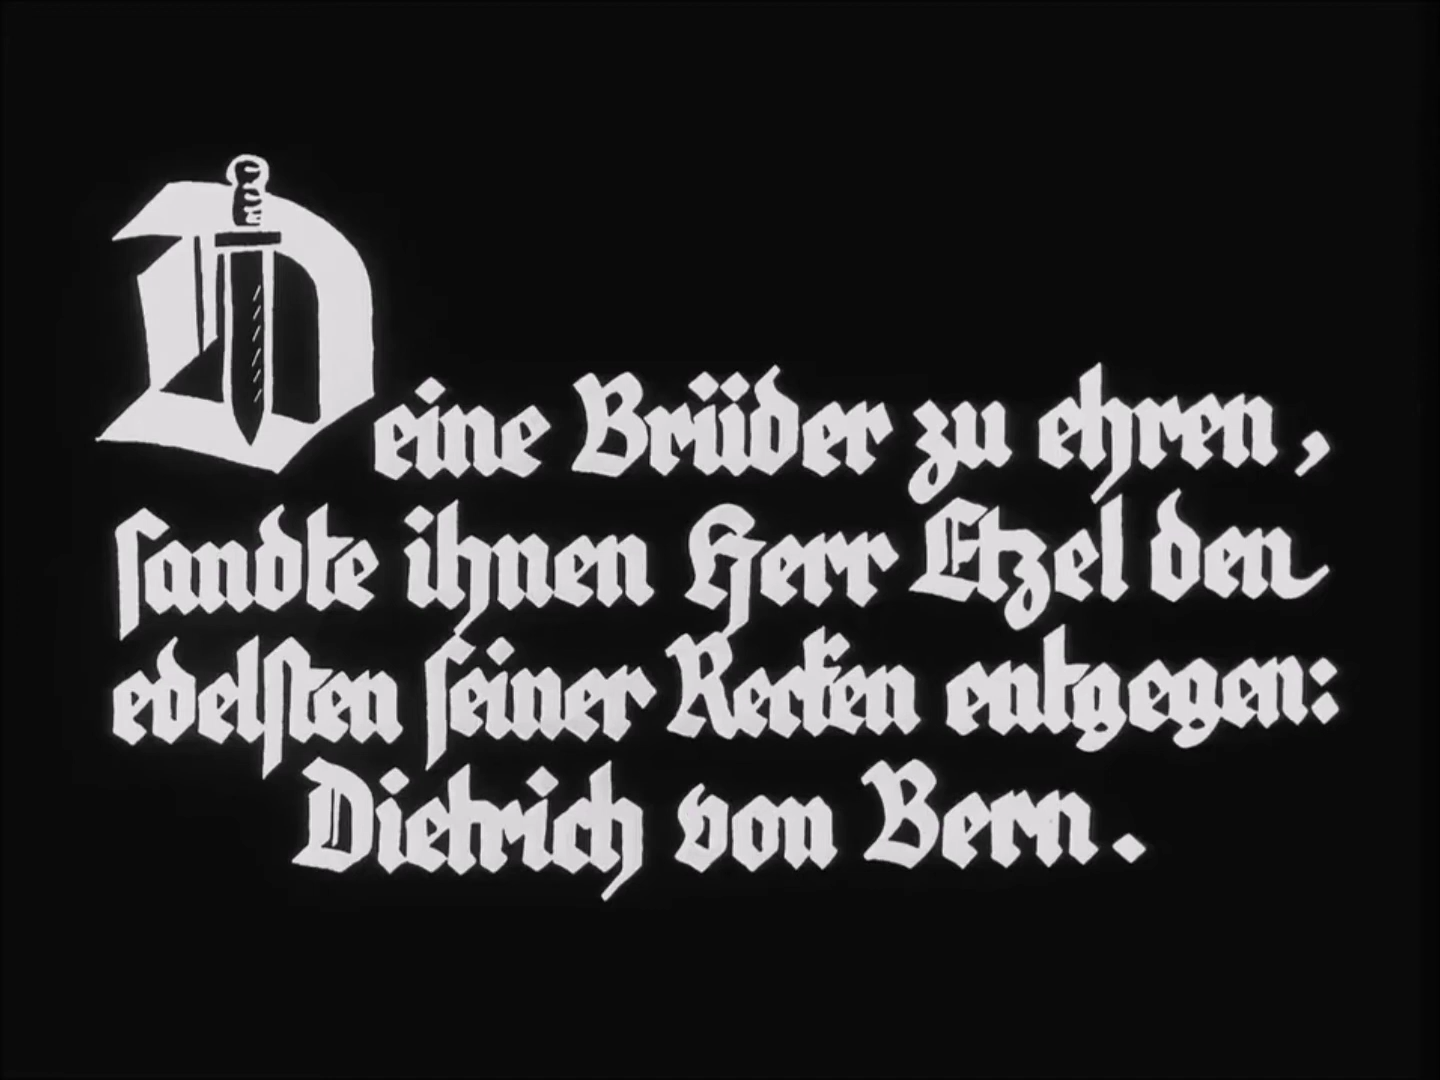 Deine Brüder zu ehren,
sandte ihnen Herr Etzel den
edelsten seiner Recken entgegen:
Dietrich von Bern.